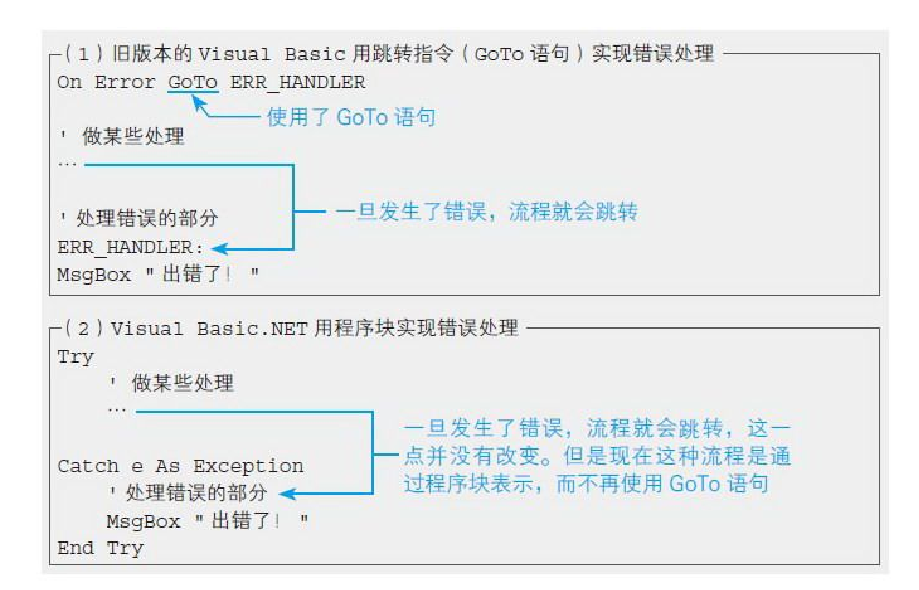 (1)旧版本的 Visual Basic 用跳转指令(GoTo 语句)实现错误处理
On Error GoTo ERR_HANDLER
使用了 GoTo 语句
' 做某些处理
…
' 处理错误的部分
一旦发生了错误，流程就会跳转
ERR_HANDLER:
MsgBox " 出错了! "
(2)Visual Basic.NET 用程序块实现错误处理
Try
' 做某些处理
…
一旦发生了错误，流程就会跳转，这一
点并没有改变。但是现在这种流程是通
过程序块表示，而不再使用 GoTo 语句
Catch e As Exception
' 处理错误的部分
MsgBox " 出错了! "
End Try